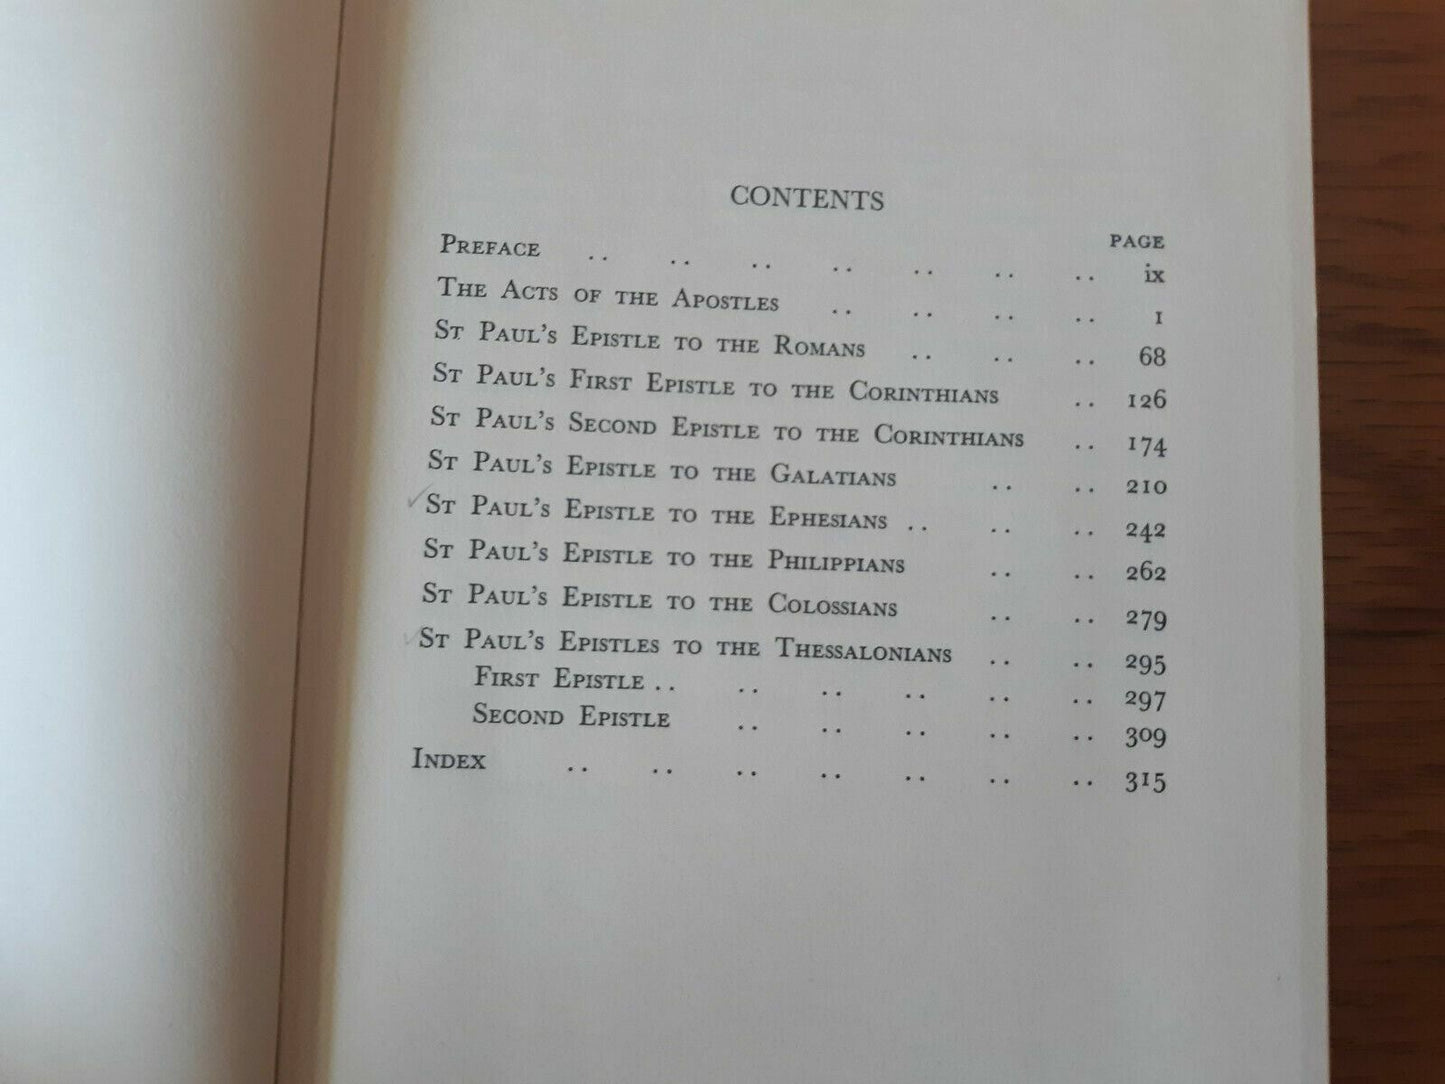 CONTENTS
PAGE
PREFACE .. .. .. .. .. .. .. ix
THE ACTS OF THE APOSTLES .. .. .. .. 1
ST PAUL'S EPISTLE TO THE ROMANS .. .. .. 68
ST PAUL'S FIRST EPISTLE TO THE CORINTHIANS .. 126
ST PAUL'S SECOND EPISTLE TO THE CORINTHIANS .. 174
ST PAUL'S EPISTLE TO THE GALATIANS .. .. 210
ST PAUL'S EPISTLE TO THE EPHESIANS .. .. .. 242
ST PAUL'S EPISTLE TO THE PHILIPPIANS .. .. 262
ST PAUL'S EPISTLE TO THE COLOSSIANS .. .. 279
ST PAUL'S EPISTLES TO THE THESSALONIANS .. .. 295
FIRST EPISTLE .. .. .. .. .. .. 297
SECOND EPISTLE .. .. .. .. .. 309
INDEX .. .. .. .. .. .. .. 315